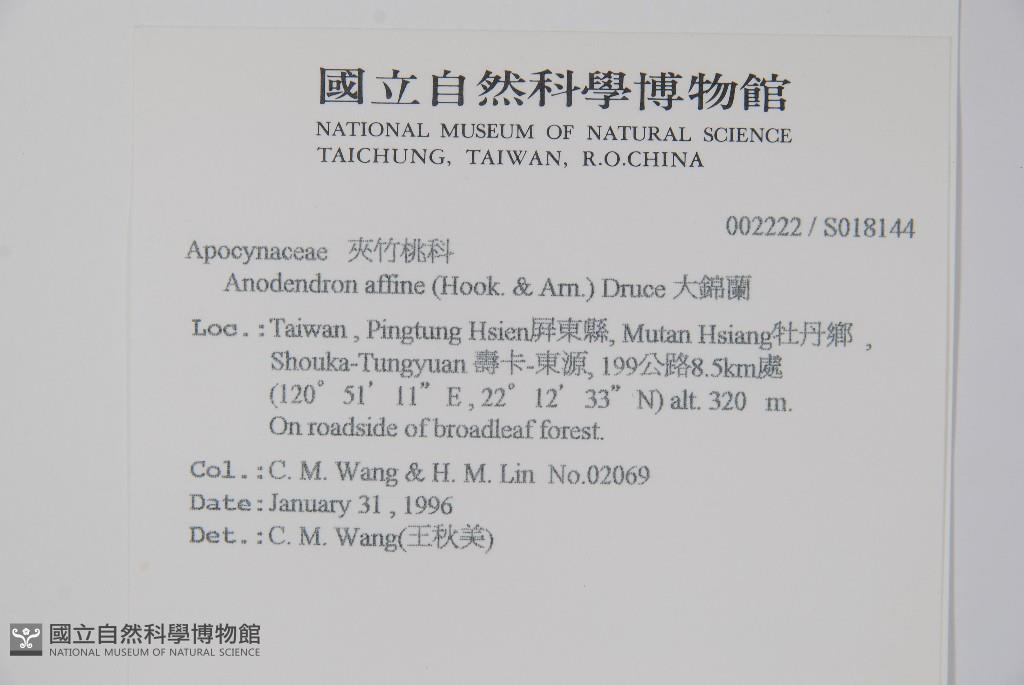 國立自然科學博物館
NATIONAL MUSEUM OF NATURAL SCIENCE
TAICHUNG, TAIWAN, R.O.CHINA
002222 / S018144
Apocynaceae 夾竹桃科
Anodendron affine (Hook. & Arn.) Druce 大錦蘭
Loc.:Taiwan , Pingtung Hsien屏東縣, Mutan Hsiang牡丹鄉 ,
Shouka-Tungyuan 壽卡-東源, 199公路8.5km處
(120° 51' 11" E , 22° 12' 33" N) alt. 320 m.
On roadside of broadleaf forest.
Col.:C. M. Wang & H. M. Lin No.02069
Date:January 31 , 1996
Det.:C. M. Wang(王秋美)
國立自然科學博物館
NATIONAL MUSEUM OF NATURAL SCIENCE